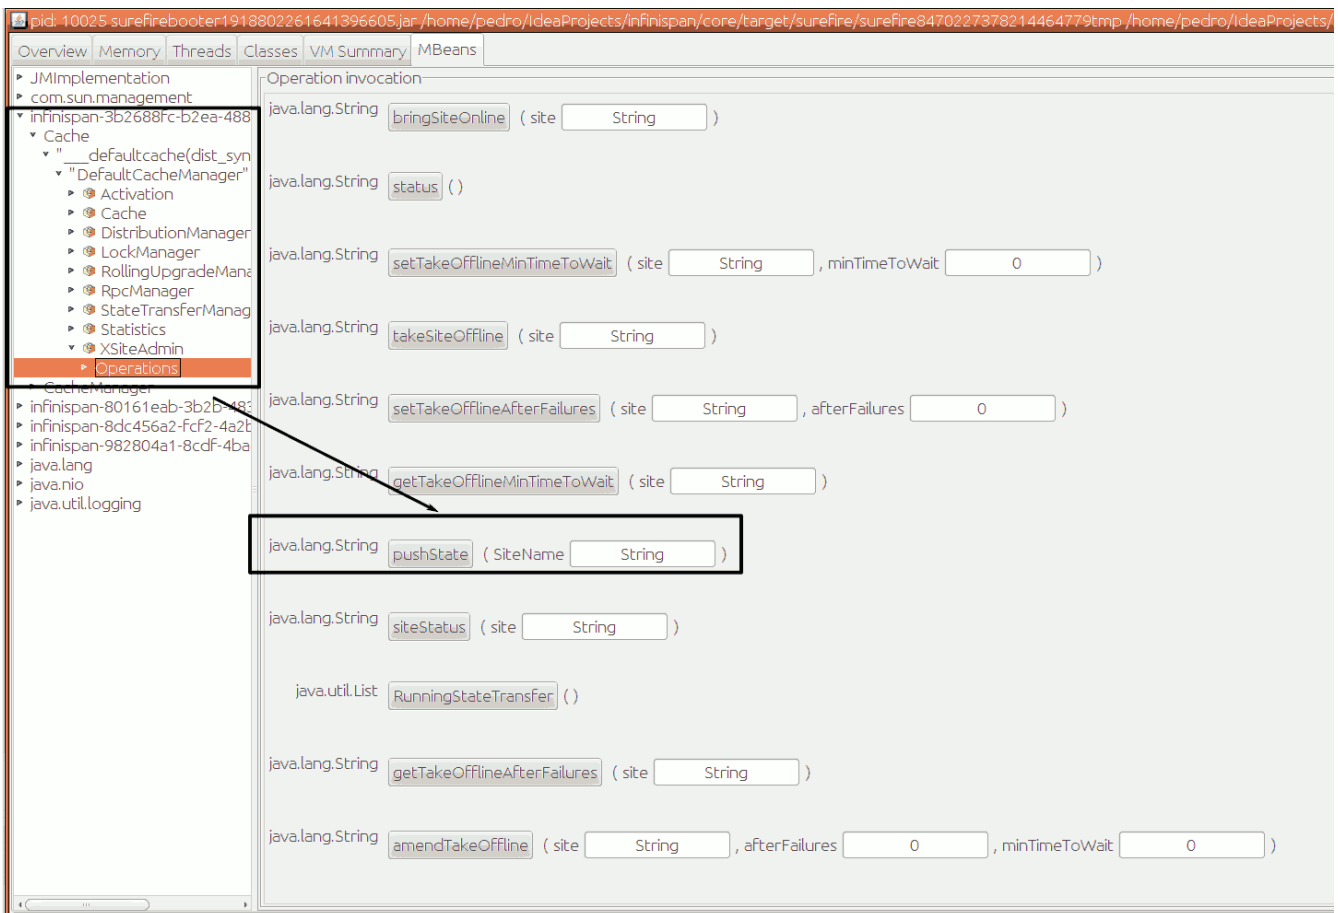 pid: 10025 surefirebooter1918802261641396605.jar /home/pedro/IdeaProjects/infinispan/core/target/surefire/surefire8470227378214464779tmp /home/pedro/IdeaProjects/
Overview Memory Threads Classes VM Summary MBeans
JMImplementation
com.sun.management
infinispan-3b2688fc-b2ea-488
Cache
"___defaultcache(dist_syn
"DefaultCacheManager"
Activation
Cache
DistributionManager
LockManager
RollingUpgradeMana
RpcManager
StateTransferManag
Statistics
XSiteAdmin
Operations
CacheManager
infinispan-80161eab-3b2b-483
infinispan-8dc456a2-fcf2-4a2b
infinispan-982804a1-8cdf-4ba
java.lang
java.nio
java.util.logging
Operation invocation
java.lang.String bringSiteOnline ( site String )
java.lang.String status ( )
java.lang.String setTakeOfflineMinTimeToWait ( site String , minTimeToWait 0 )
java.lang.String takeSiteOffline ( site String )
java.lang.String setTakeOfflineAfterFailures ( site String , afterFailures 0 )
java.lang.String getTakeOfflineMinTimeToWait ( site String )
java.lang.String pushState ( SiteName String )
java.lang.String siteStatus ( site String )
java.util.List RunningStateTransfer ( )
java.lang.String getTakeOfflineAfterFailures ( site String )
java.lang.String amendTakeOffline ( site String , afterFailures 0 , minTimeToWait 0 )